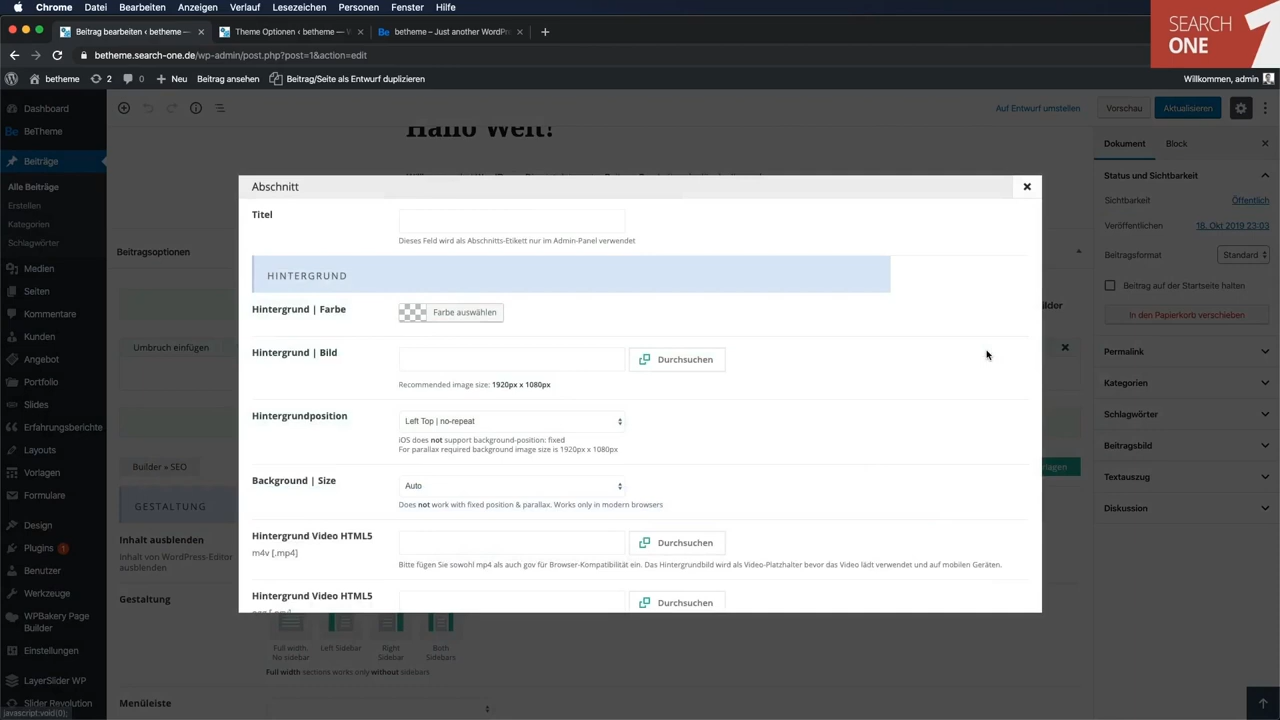 Chrome Datei Bearbeiten Anzeigen Verlauf Lesezeichen Personen Fenster Hilfe
SEARCH
ONE
Beitrag bearbeiten ‹ betheme —
Theme Optionen ‹ betheme — W
betheme – Just another WordPr
betheme.search-one.de/wp-admin/post.php?post=1&action=edit
betheme 2 0 Neu Beitrag ansehen Beitrag/Seite als Entwurf duplizieren Willkommen, admin
Dashboard
BeTheme
Beiträge
Alle Beiträge
Erstellen
Kategorien
Schlagwörter
Medien
Seiten
Kommentare
Kunden
Angebot
Portfolio
Slides
Erfahrungsberichte
Layouts
Vorlagen
Formulare
Design
Plugins 1
Benutzer
Werkzeuge
WPBakery Page
Builder
Einstellungen
LayerSlider WP
Slider Revolution
javascript:void(0);
Auf Entwurf umstellen Vorschau Aktualisieren
Hallo Welt!
Beitragsoptionen
Umbruch einfügen
Builder » SEO
GESTALTUNG
Inhalt ausblenden
Inhalt von WordPress-Editor
ausblenden
Gestaltung
Full width
No sidebar
Left Sidebar
Right
Sidebar
Both
Sidebars
Full width sections works only without sidebars
Menüleiste
Abschnitt
Titel
Dieses Feld wird als Abschnitts-Etikett nur im Admin-Panel verwendet
HINTERGRUND
Hintergrund | Farbe
Farbe auswählen
Hintergrund | Bild
Durchsuchen
Recommended image size: 1920px x 1080px
Hintergrundposition
Left Top | no-repeat
iOS does not support background-position: fixed
For parallax required background image size is 1920px x 1080px
Background | Size
Auto
Does not work with fixed position & parallax. Works only in modern browsers
Hintergrund Video HTML5
m4v [.mp4]
Durchsuchen
Bitte fügen Sie sowohl mp4 als auch gov für Browser-Kompatibilität ein. Das Hintergrundbild wird als Video-Platzhalter bevor das Video lädt verwendet und auf mobilen Geräten.
Hintergrund Video HTML5
Durchsuchen
Dokument Block
Status und Sichtbarkeit
Sichtbarkeit Öffentlich
Veröffentlichen 18. Okt 2019 23:03
Beitragsformat Standard
Beitrag auf der Startseite halten
In den Papierkorb verschieben
Permalink
Kategorien
Schlagwörter
Beitragsbild
Textauszug
Diskussion